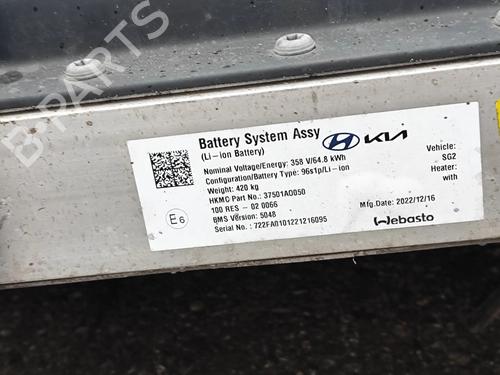 Battery System Assy
(Li-ion Battery)
HYUNDAI KIA
Nominal Voltage/Energy: 358 V/64.8 kWh
Configuration/Battery Type: 96s1p/Li-ion
Weight: 420 kg
HKMC Part No.: 37501AO050
100 RES - 02 0066
BMS Version: 5048
Serial No.: 722FA0101221216095
E6
Vehicle:
SG2
Heater:
with
Mfg.Date: 2022/12/16
Webasto
B-PARTS